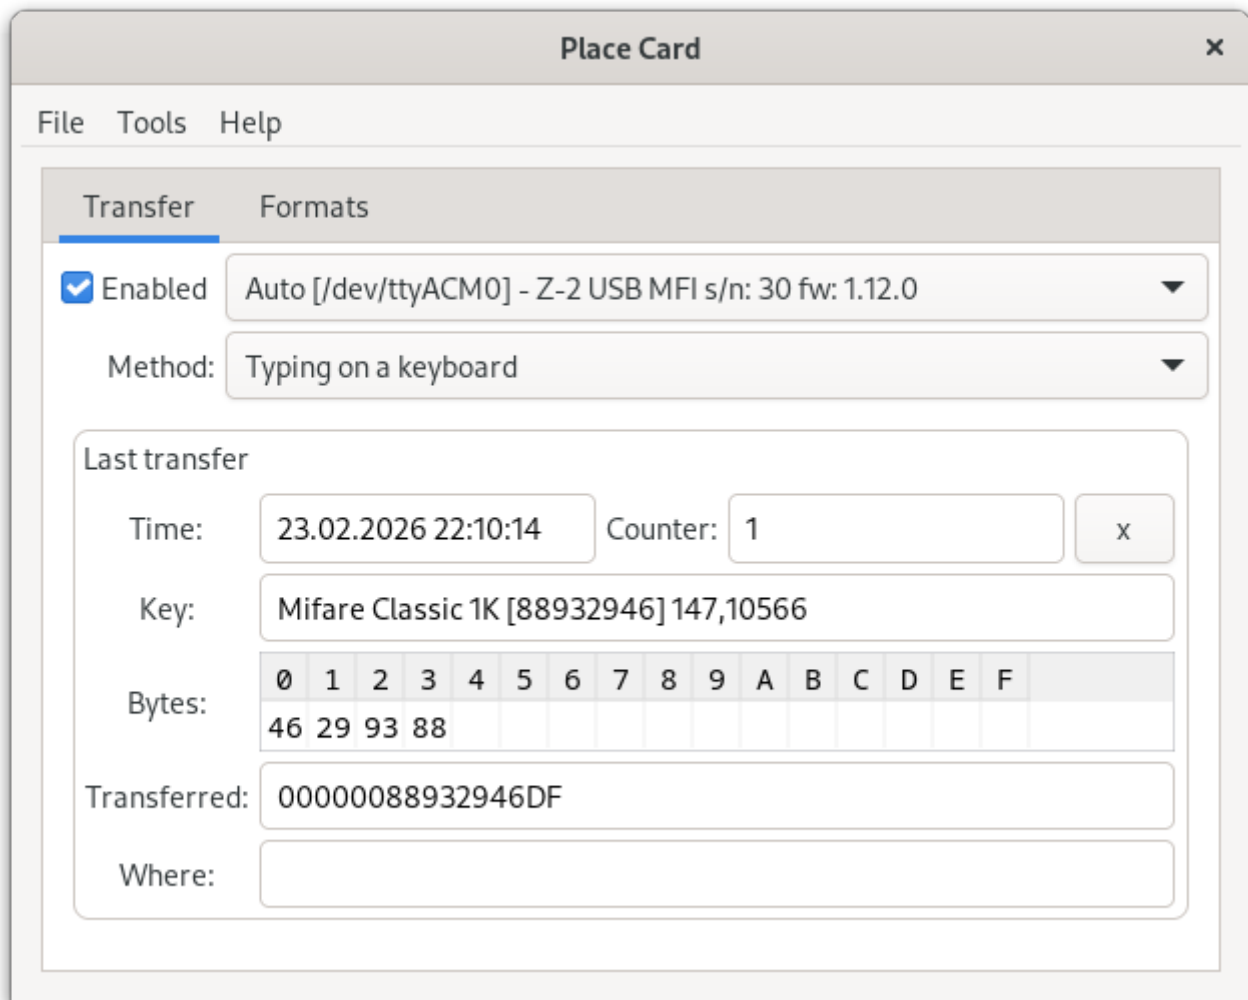 Place Card
×
File Tools Help
Transfer Formats
Enabled Auto [/dev/ttyACM0] - Z-2 USB MFI s/n: 30 fw: 1.12.0
Method: Typing on a keyboard
Last transfer
Time: 23.02.2026 22:10:14 Counter: 1 x
Key: Mifare Classic 1K [88932946] 147,10566
0 1 2 3 4 5 6 7 8 9 A B C D E F
Bytes:
46 29 93 88
Transferred: 00000088932946DF
Where: